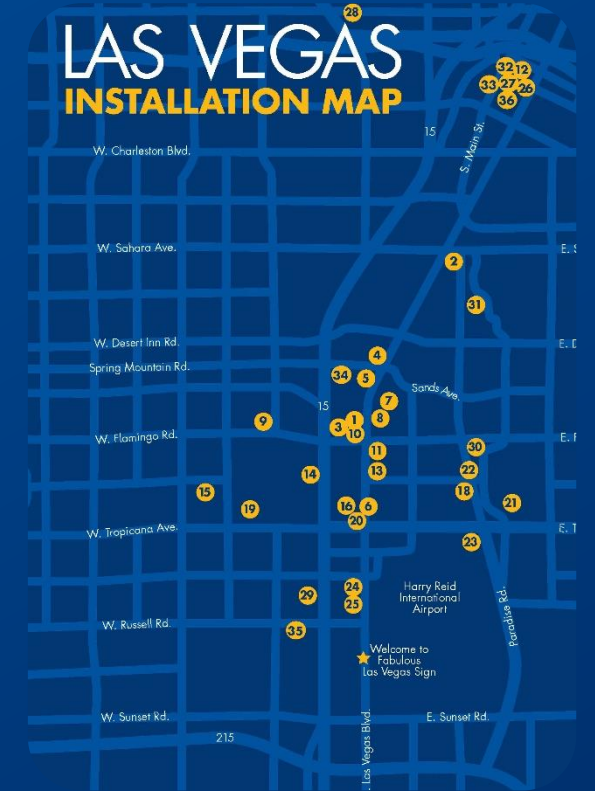 28
LAS VEGAS
INSTALLATION MAP
32 12
33 27 26
36
15
S. Main St.
W. Charleston Blvd.
W. Sahara Ave.
E. S
2
31
W. Desert Inn Rd.
E. D
4
Spring Mountain Rd.
34 5
Sands Ave.
7
15
9
3 1 8
10
W. Flamingo Rd.
E. F
11
30
14
13
22
15
18
19
16 6
21
20
W. Tropicana Ave.
E. T
23
24
29
25
Harry Reid
International
Airport
Paradise Rd.
W. Russell Rd.
35
Welcome to
Fabulous
Las Vegas Sign
W. Sunset Rd.
E. Sunset Rd.
215
. Las Vegas Blvd.